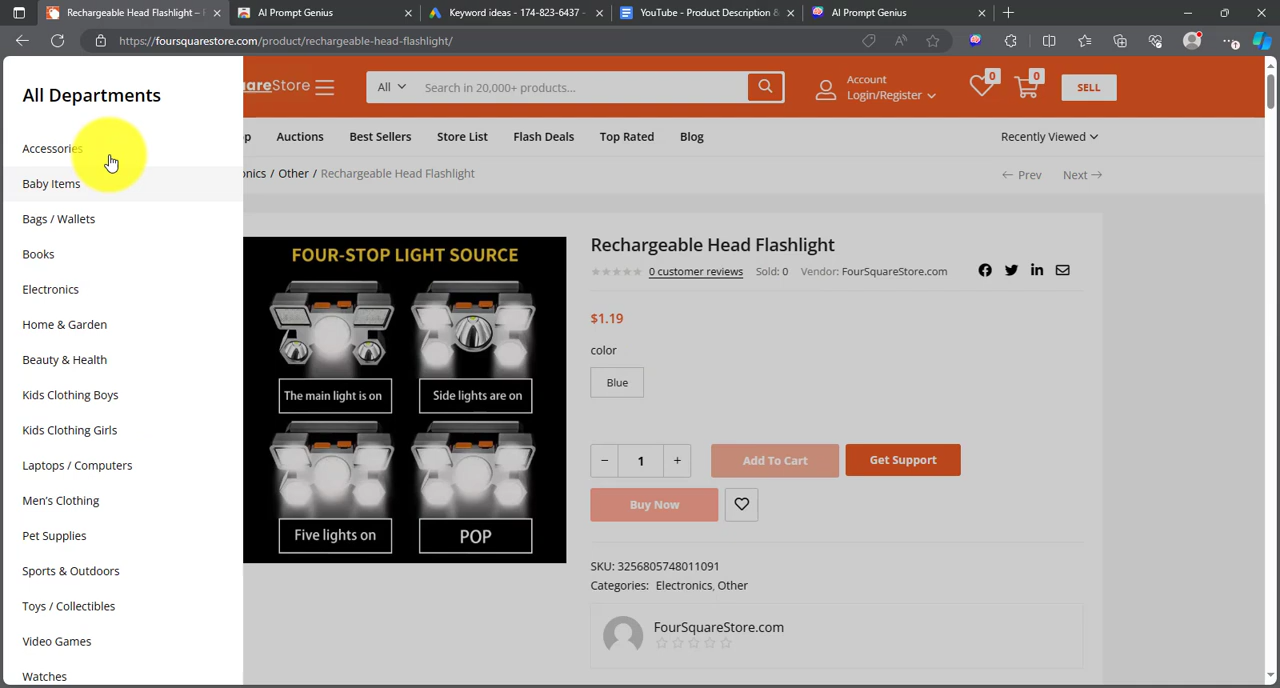 Rechargeable Head Flashlight –
AI Prompt Genius
Keyword ideas - 174-823-6437 -
YouTube - Product Description &
AI Prompt Genius
https://foursquarestore.com/product/rechargeable-head-flashlight/
All Departments
Accessories
Baby Items
Bags / Wallets
Books
Electronics
Home & Garden
Beauty & Health
Kids Clothing Boys
Kids Clothing Girls
Laptops / Computers
Men's Clothing
Pet Supplies
Sports & Outdoors
Toys / Collectibles
Video Games
Watches
areStore
All
Search in 20,000+ products...
Account
Login/Register
0
0
SELL
p
Auctions
Best Sellers
Store List
Flash Deals
Top Rated
Blog
Recently Viewed
onics / Other / Rechargeable Head Flashlight
Prev
Next
FOUR-STOP LIGHT SOURCE
The main light is on
Side lights are on
Five lights on
POP
Rechargeable Head Flashlight
0 customer reviews Sold: 0 Vendor: FourSquareStore.com
$1.19
color
Blue
− 1 +
Add To Cart
Get Support
Buy Now
SKU: 3256805748011091
Categories: Electronics, Other
FourSquareStore.com